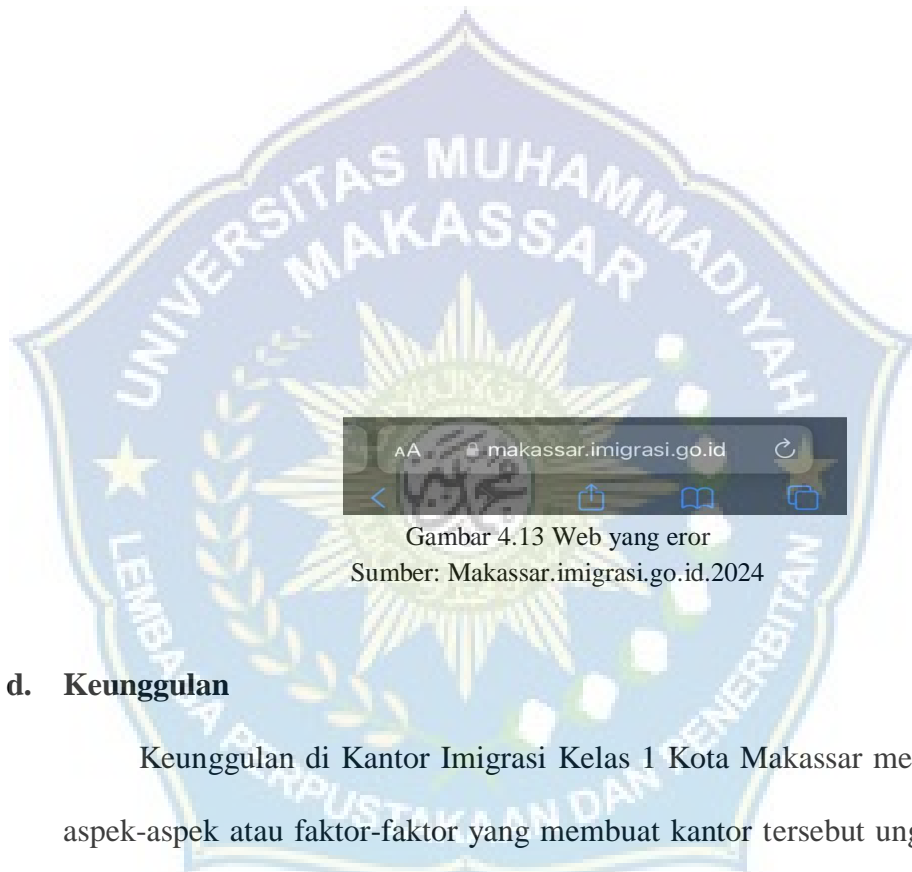 UNIVERSITAS MUHAMMADIYAH
MAKASSAR
AA makassar.imigrasi.go.id
Gambar 4.13 Web yang eror
Sumber: Makassar.imigrasi.go.id.2024
d. Keunggulan
Keunggulan di Kantor Imigrasi Kelas 1 Kota Makassar me
aspek-aspek atau faktor-faktor yang membuat kantor tersebut ung
LEMBAGA PERPUSTAKAAN DAN PENERBITAN